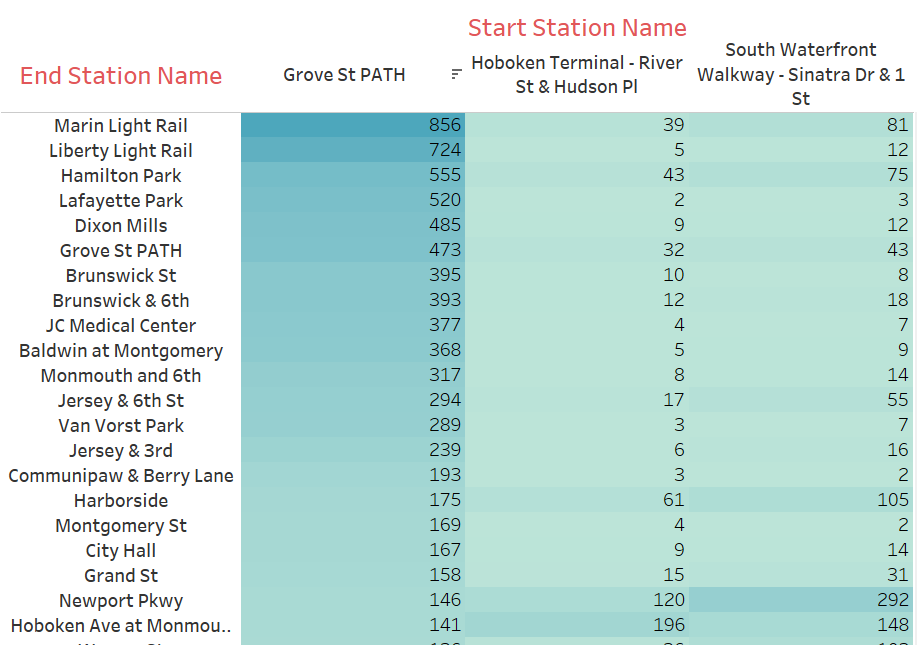 Start Station Name
End Station Name
Grove St PATH
Hoboken Terminal - River
St & Hudson Pl
South Waterfront
Walkway - Sinatra Dr & 1
St
Marin Light Rail 856 39 81
Liberty Light Rail 724 5 12
Hamilton Park 555 43 75
Lafayette Park 520 2 3
Dixon Mills 485 9 12
Grove St PATH 473 32 43
Brunswick St 395 10 8
Brunswick & 6th 393 12 18
JC Medical Center 377 4 7
Baldwin at Montgomery 368 5 9
Monmouth and 6th 317 8 14
Jersey & 6th St 294 17 55
Van Vorst Park 289 3 7
Jersey & 3rd 239 6 16
Communipaw & Berry Lane 193 3 2
Harborside 175 61 105
Montgomery St 169 4 2
City Hall 167 9 14
Grand St 158 15 31
Newport Pkwy 146 120 292
Hoboken Ave at Monmou.. 141 196 148